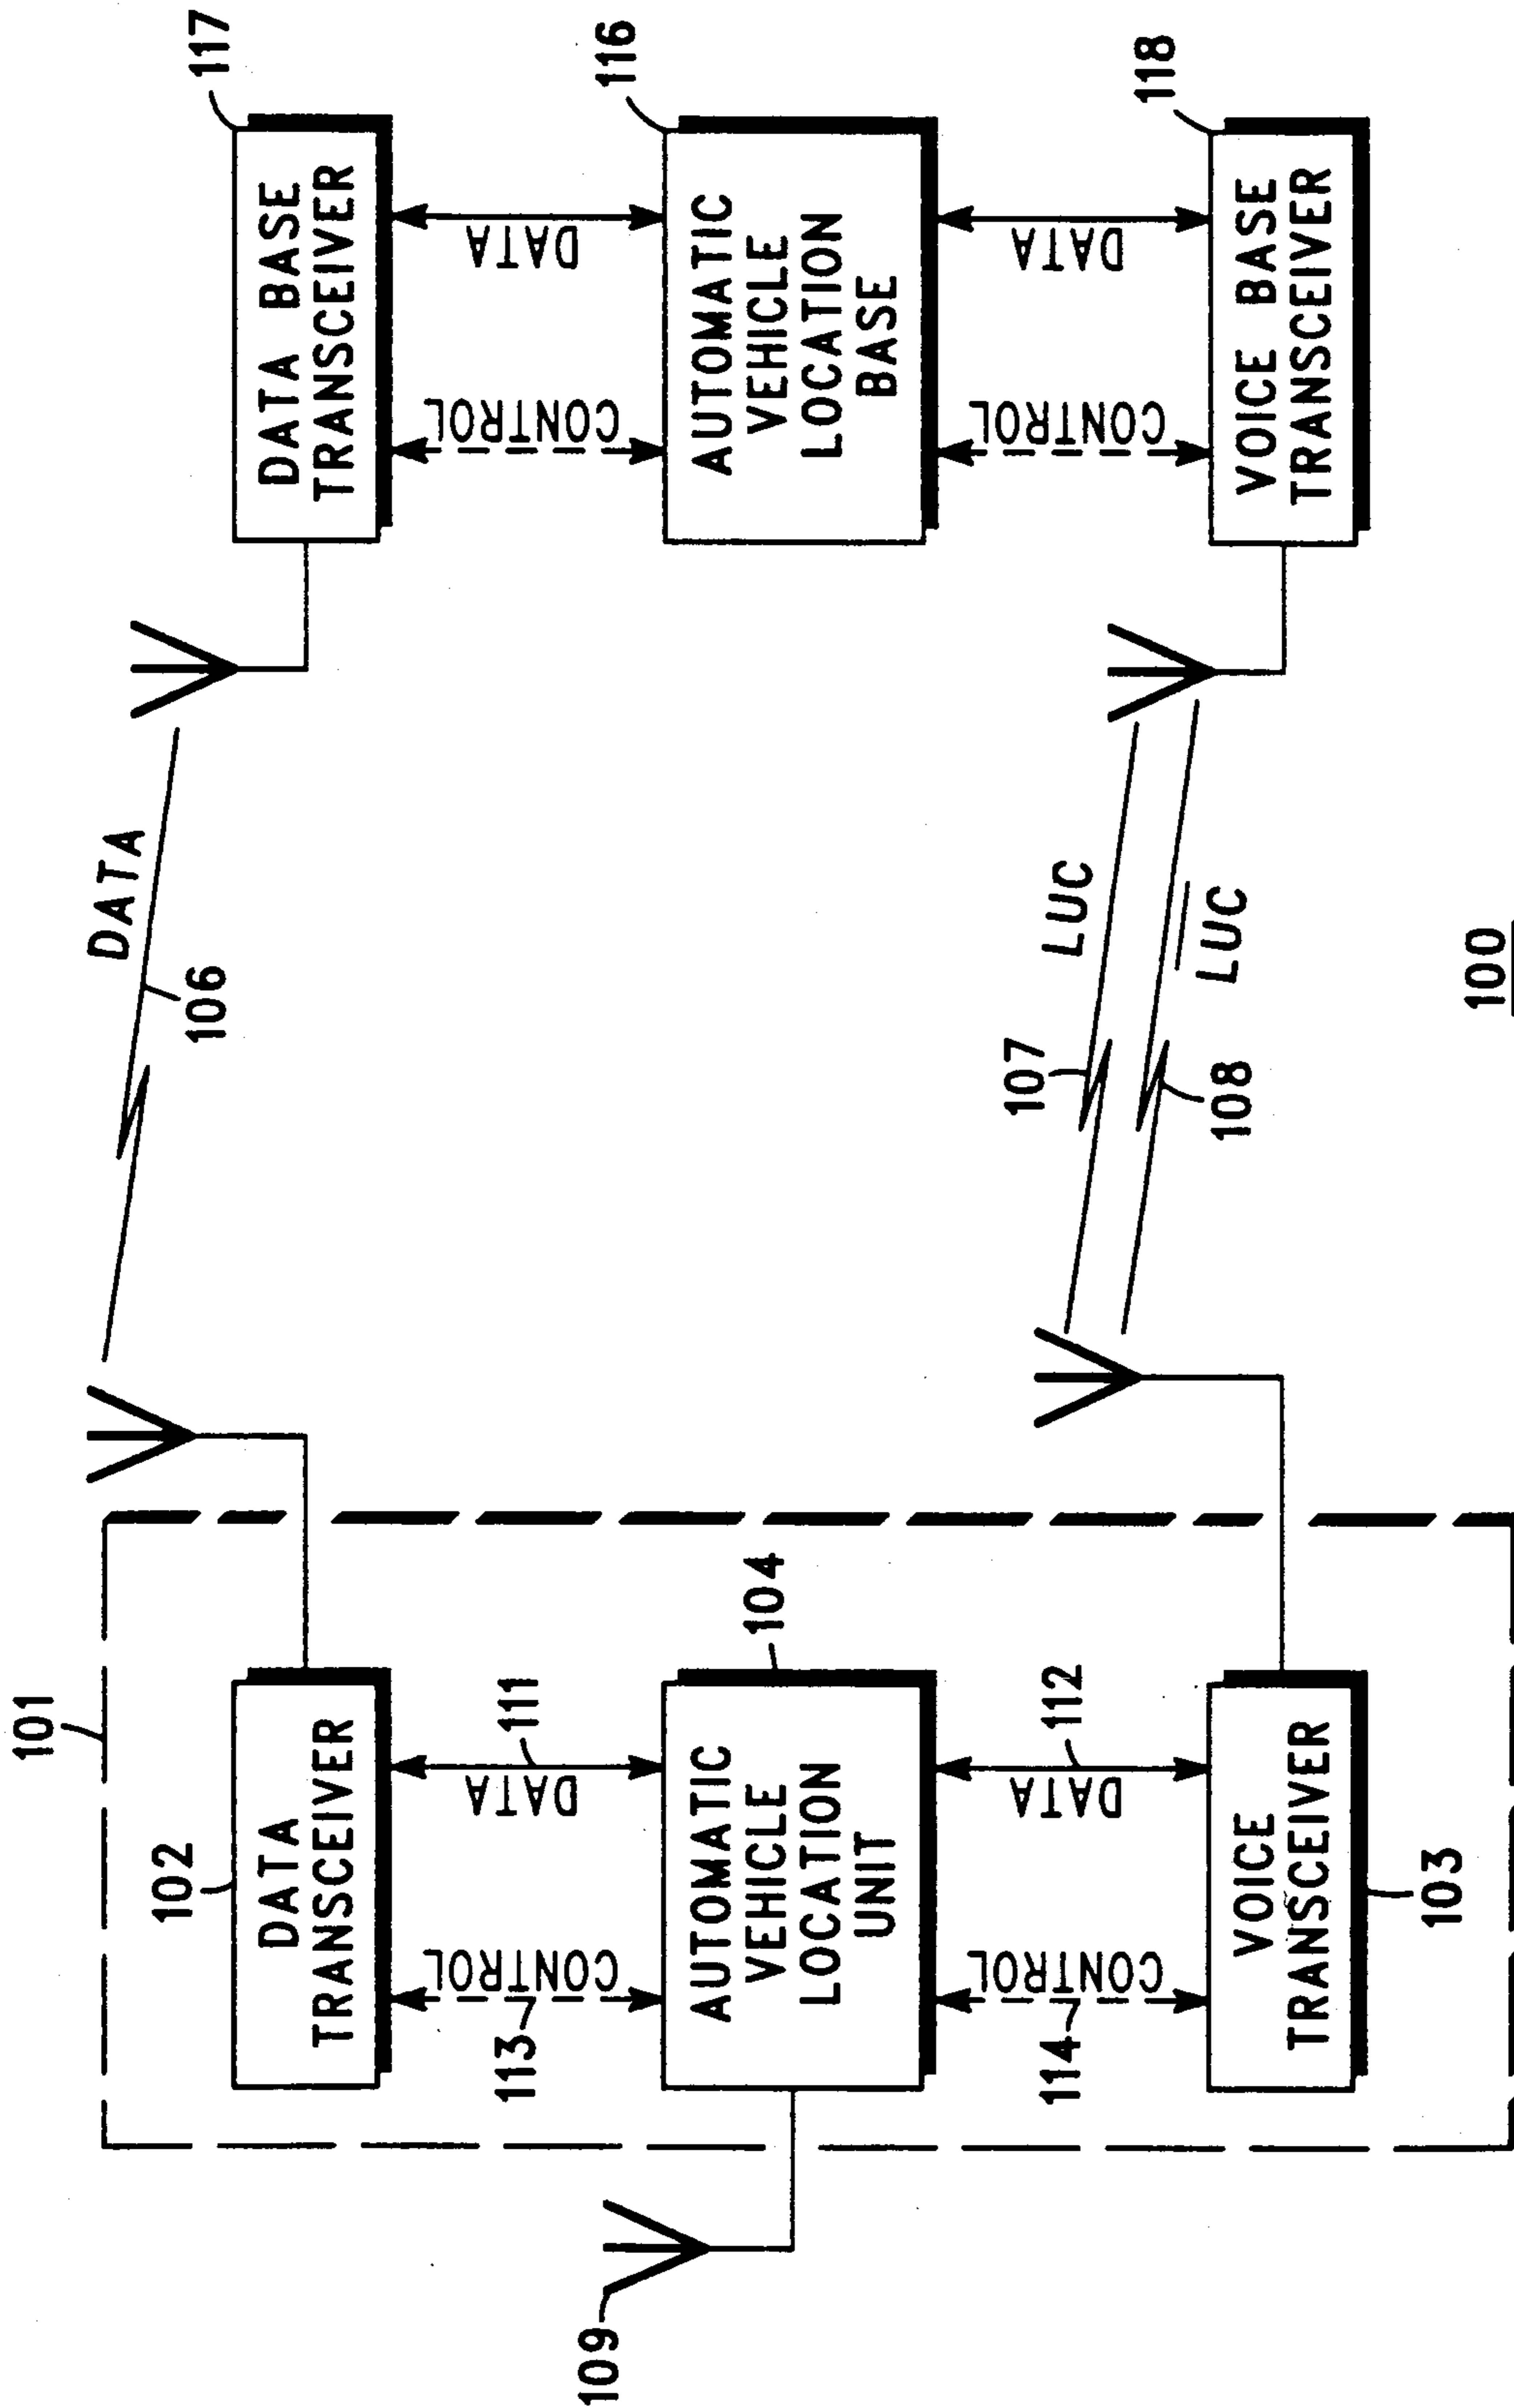 101
102
DATA
TRANSCEIVER
113
CONTROL
DATA
111
109
AUTOMATIC
VEHICLE
LOCATION
UNIT
104
114
CONTROL
DATA
112
VOICE
TRANSCEIVER
103
DATA
106
107
LUC
108
L̅U̅C̅
117
DATA BASE
TRANSCEIVER
CONTROL
DATA
116
AUTOMATIC
VEHICLE
LOCATION
BASE
CONTROL
DATA
118
VOICE BASE
TRANSCEIVER
100